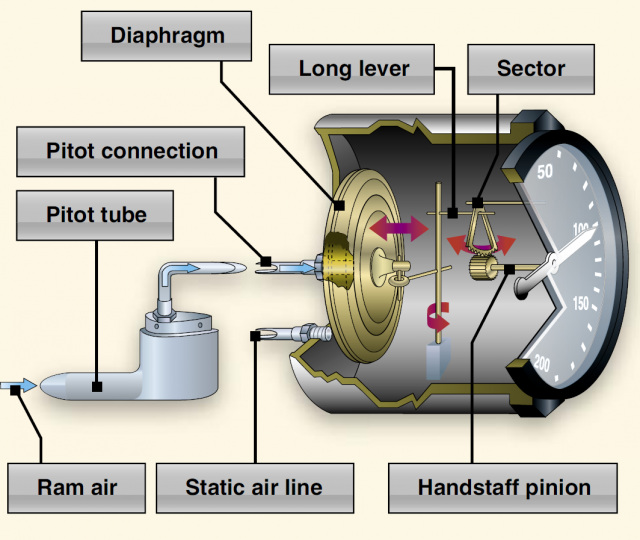 Diaphragm
Long lever
Sector
Pitot connection
Pitot tube
50
100
150
200
Ram air
Static air line
Handstaff pinion